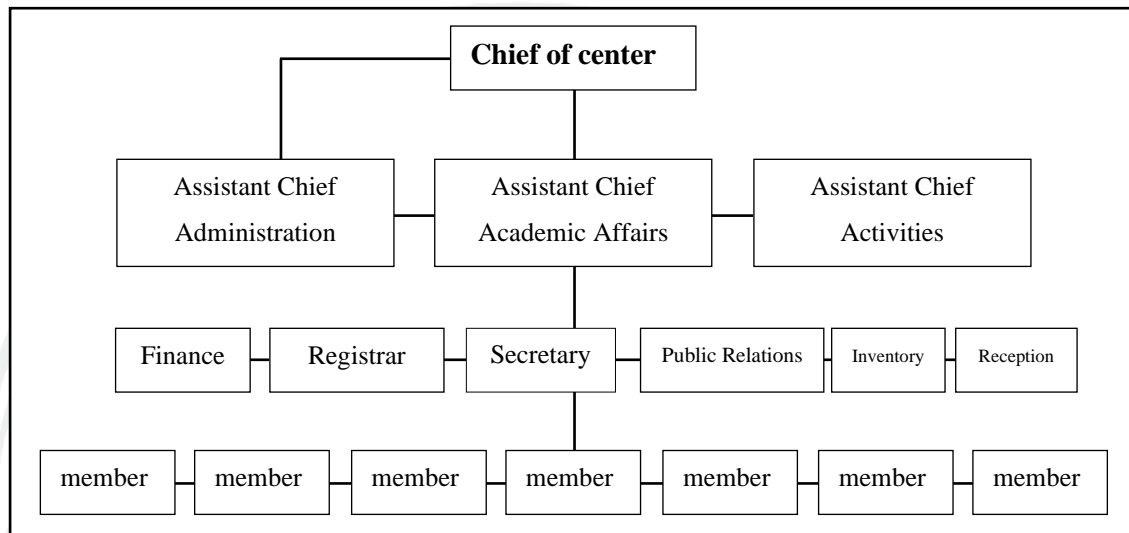 Chief of center
Assistant Chief
Administration
Assistant Chief
Academic Affairs
Assistant Chief
Activities
Finance
Registrar
Secretary
Public Relations
Inventory
Reception
member
member
member
member
member
member
member